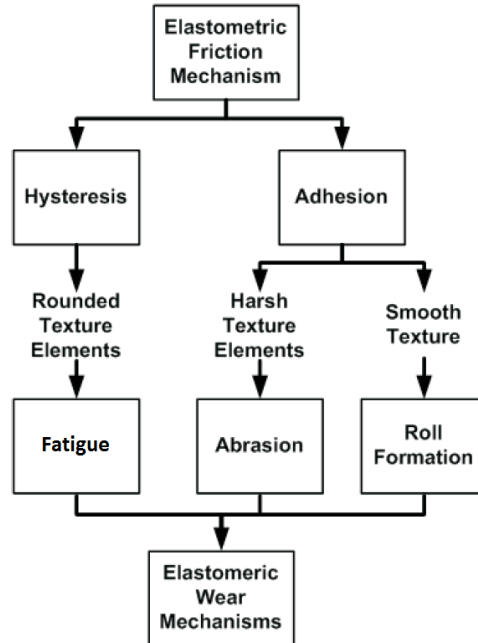 Elastometric
Friction
Mechanism
Hysteresis
Adhesion
Rounded
Texture
Elements
Harsh
Texture
Elements
Smooth
Texture
Fatigue
Abrasion
Roll
Formation
Elastomeric
Wear
Mechanisms